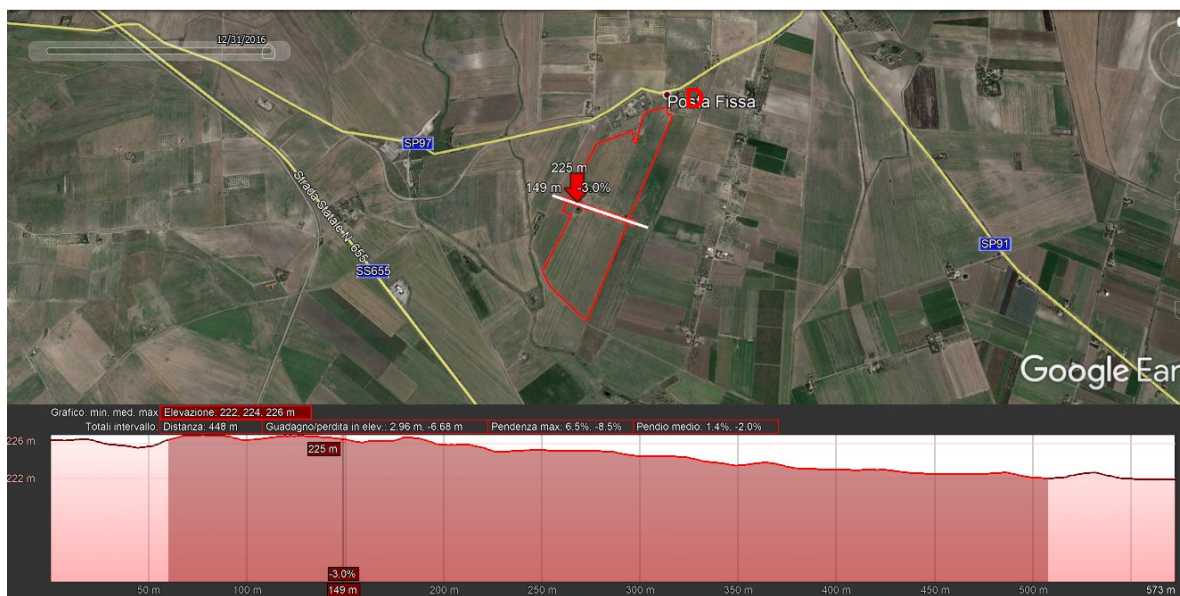 12/31/2016
D
Posta Fissa
SP97
225 m
149 m -3.0%
Strada Statale N. 655
SS655
SP91
Google Ear
Grafico: min. med. max Elevazione: 222, 224, 226 m
Totali intervallo: Distanza: 448 m Guadagno/perdita in elev.: 2.96 m, -6.68 m Pendenza max: 6.5%, -8.5% Pendio medio: 1.4%, -2.0%
226 m
225 m
222 m
-3.0%
50 m 100 m 149 m 200 m 250 m 300 m 350 m 400 m 450 m 500 m 573 m